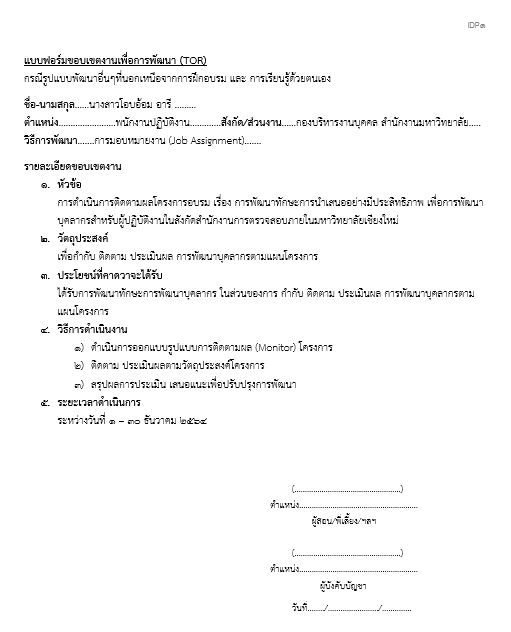 IDP๑
แบบฟอร์มขอบเขตงานเพื่อการพัฒนา (TOR)
กรณีรูปแบบพัฒนาอื่นๆที่นอกเหนือจากการฝึกอบรม และ การเรียนรู้ด้วยตนเอง
ชื่อ-นามสกุล......นางสาวโอบอ้อม อารี .........
ตำแหน่ง........................พนักงานปฏิบัติงาน.............สังกัด/ส่วนงาน......กองบริหารงานบุคคล สำนักงานมหาวิทยาลัย.....
วิธีการพัฒนา.......การมอบหมายงาน (Job Assignment).......
รายละเอียดขอบเขตงาน
๑. หัวข้อ
การดำเนินการติดตามผลโครงการอบรม เรื่อง การพัฒนาทักษะการนำเสนออย่างมีประสิทธิภาพ เพื่อการพัฒนา
บุคลากรสำหรับผู้ปฏิบัติงานในสังกัดสำนักงานการตรวจสอบภายในมหาวิทยาลัยเชียงใหม่
๒. วัตถุประสงค์
เพื่อกำกับ ติดตาม ประเมินผล การพัฒนาบุคลากรตามแผนโครงการ
๓. ประโยชน์ที่คาดว่าจะได้รับ
ได้รับการพัฒนาทักษะการพัฒนาบุคลากร ในส่วนของการ กำกับ ติดตาม ประเมินผล การพัฒนาบุคลากรตาม
แผนโครงการ
๔. วิธีการดำเนินงาน
๑) ดำเนินการออกแบบรูปแบบการติดตามผล (Monitor) โครงการ
๒) ติดตาม ประเมินผลตามวัตถุประสงค์โครงการ
๓) สรุปผลการประเมิน เสนอแนะเพื่อปรับปรุงการพัฒนา
๕. ระยะเวลาดำเนินการ
ระหว่างวันที่ ๑ – ๓๐ ธันวาคม ๒๕๖๔
(..................................................)
ตำแหน่ง........................................................
ผู้สอน/พี่เลี้ยง/ฯลฯ
(..................................................)
ตำแหน่ง........................................................
ผู้บังคับบัญชา
วันที่......../........................./..............